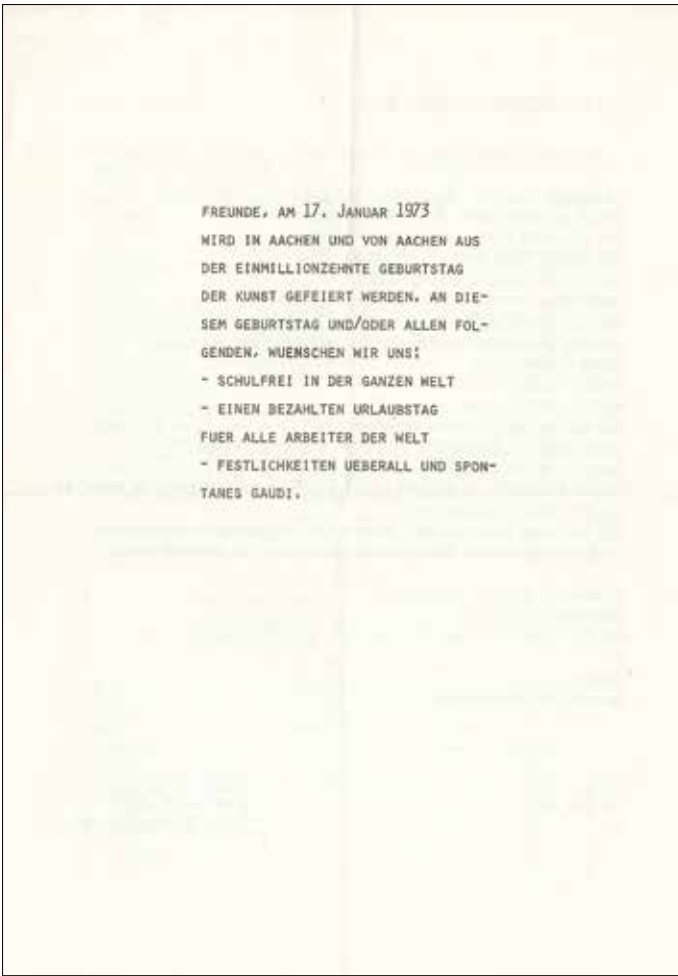 FREUNDE, AM 17. JANUAR 1973
WIRD IN AACHEN UND VON AACHEN AUS
DER EINMILLIONZEHNTE GEBURTSTAG
DER KUNST GEFEIERT WERDEN. AN DIE-
SEM GEBURTSTAG UND/ODER ALLEN FOL-
GENDEN, WUENSCHEN WIR UNS:
- SCHULFREI IN DER GANZEN WELT
- EINEN BEZAHLTEN URLAUBSTAG
FUER ALLE ARBEITER DER WELT
- FESTLICHKEITEN UEBERALL UND SPON-
TANES GAUDI.